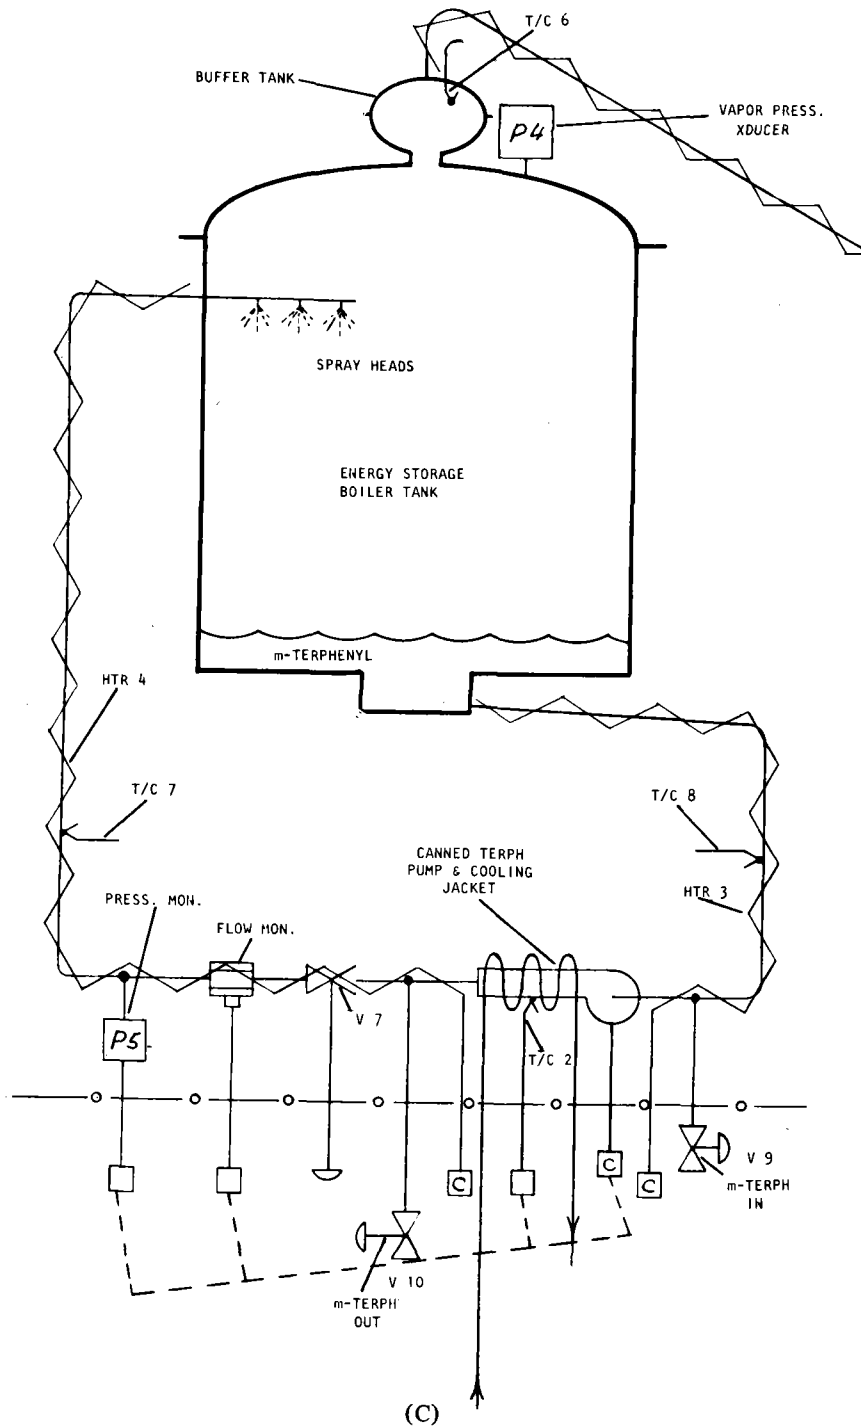 T/C 6
BUFFER TANK
P4
VAPOR PRESS.
XDUCER
SPRAY HEADS
ENERGY STORAGE
BOILER TANK
m-TERPHENYL
HTR 4
T/C 7
T/C 8
CANNED TERPH
PUMP & COOLING
JACKET
HTR 3
PRESS. MON.
FLOW MON.
V 7
P5
T/C 2
C
C
C
V 9
m-TERPH
IN
V 10
m-TERPH
OUT
(C)